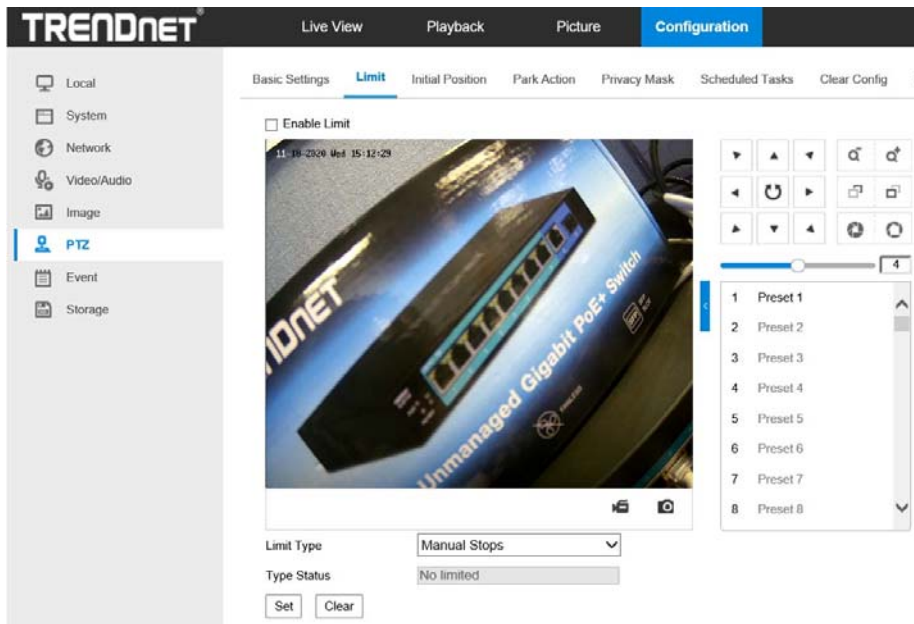 TRENDNET®
Live View Playback Picture Configuration
Local
System
Network
Video/Audio
Image
PTZ
Event
Storage
Basic Settings Limit Initial Position Park Action Privacy Mask Scheduled Tasks Clear Config
Enable Limit
11-18-2020 Wed 15:12:29
TRENDnet
Unmanaged Gigabit PoE+ Switch
FANLESS
4
1 Preset 1
2 Preset 2
3 Preset 3
4 Preset 4
5 Preset 5
6 Preset 6
7 Preset 7
8 Preset 8
Limit Type Manual Stops
Type Status No limited
Set Clear